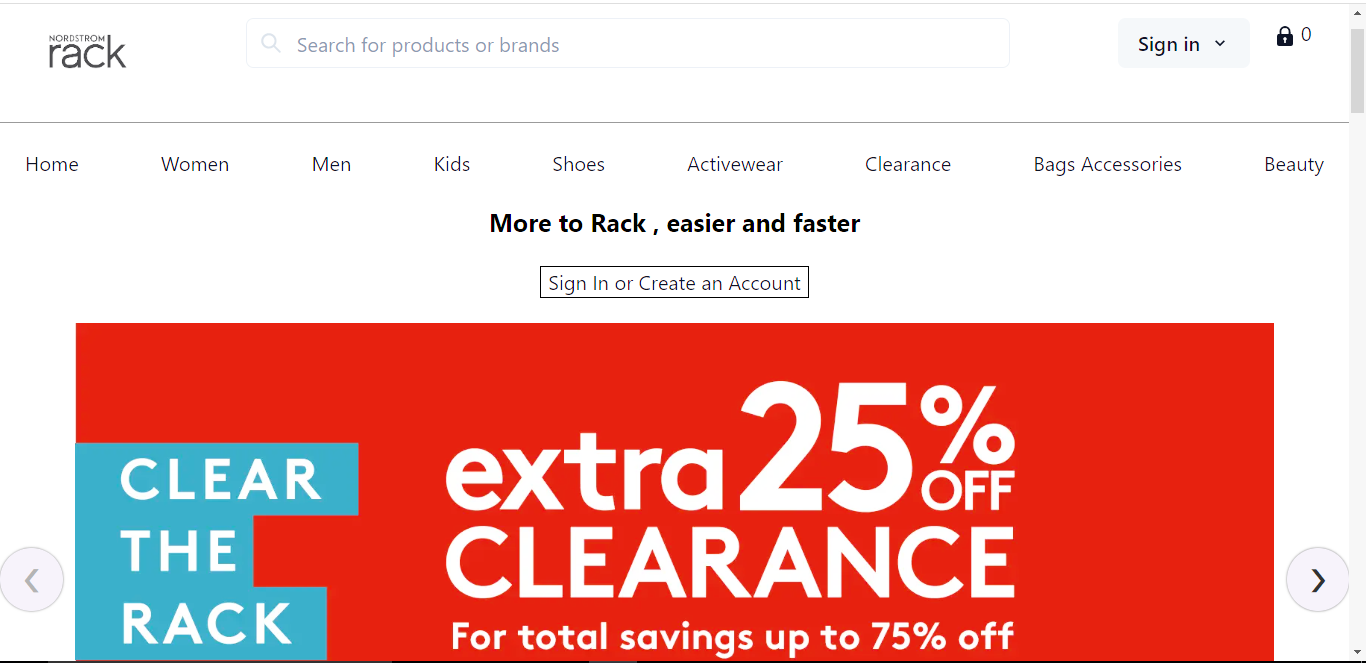 NORDSTROM
rack
Search for products or brands
Sign in
0
Home Women Men Kids Shoes Activewear Clearance Bags Accessories Beauty
More to Rack , easier and faster
Sign In or Create an Account
CLEAR
THE
RACK
extra 25% OFF
CLEARANCE
For total savings up to 75% off